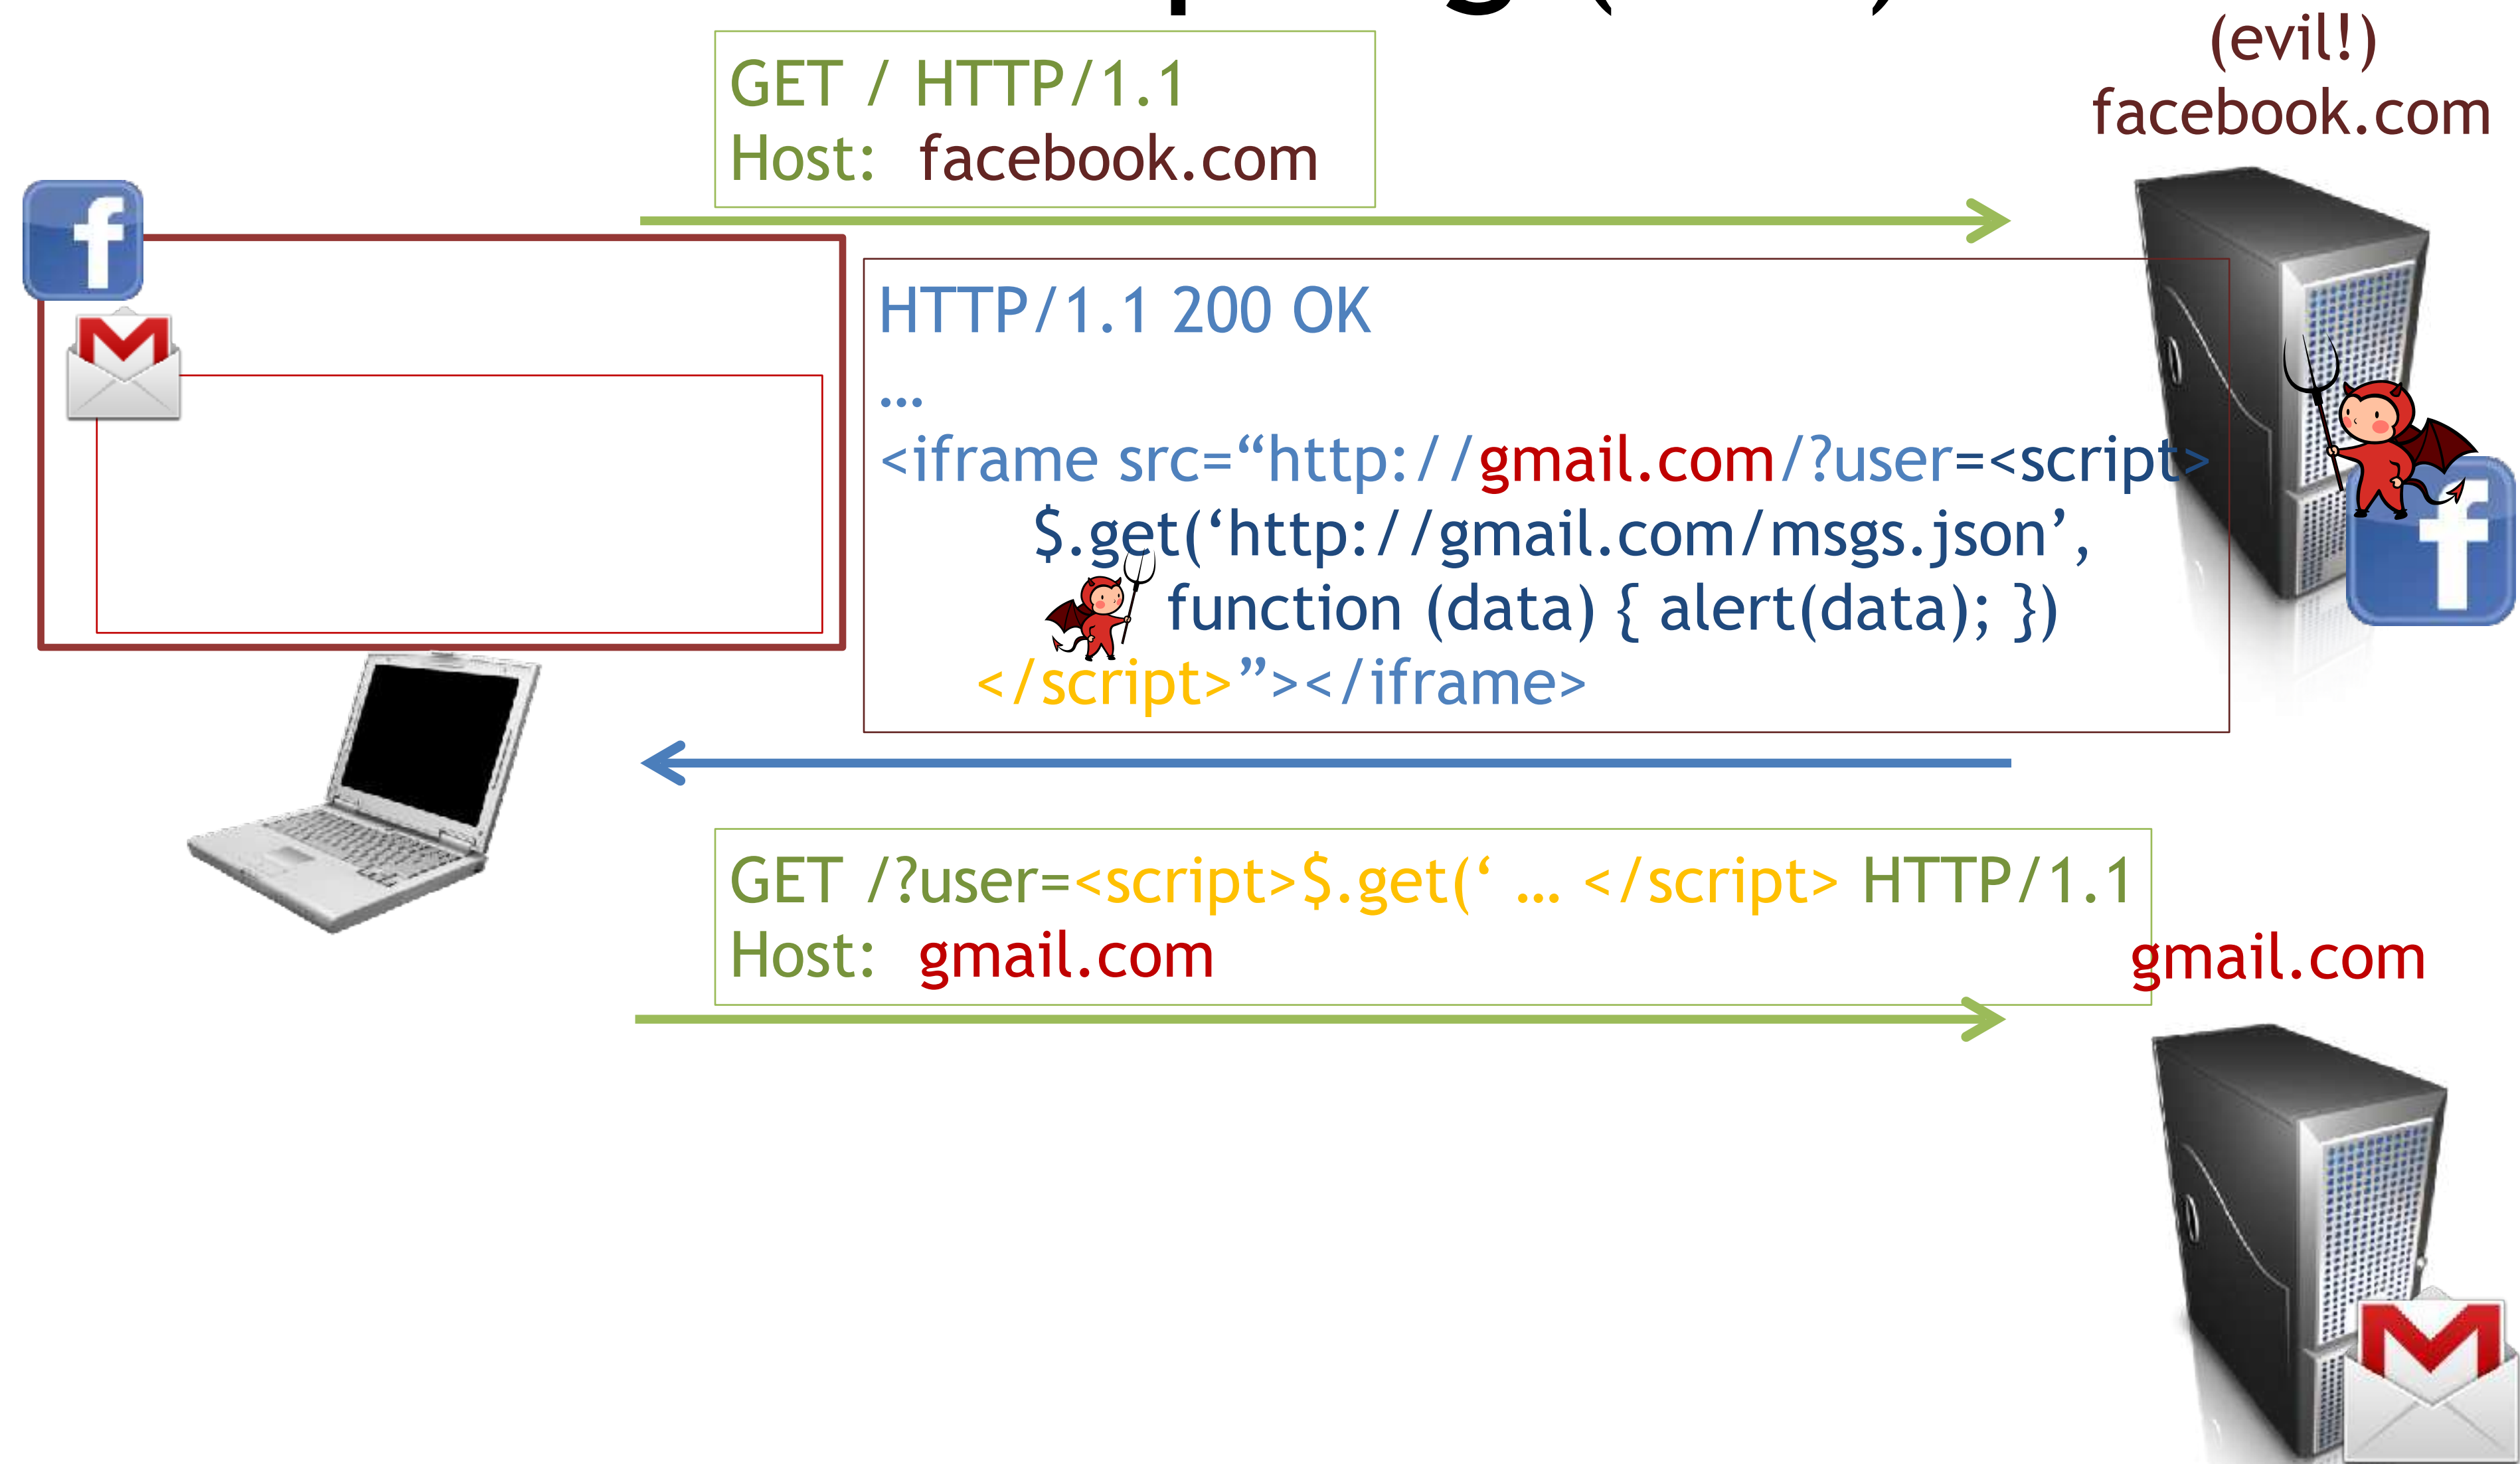 (evil!)
facebook.com
GET / HTTP/1.1
Host: facebook.com
HTTP/1.1 200 OK
…
<iframe src=“http://gmail.com/?user=<script>
$.get(‘http://gmail.com/msgs.json’,
function (data) { alert(data); })
</script>”></iframe>
GET /?user=<script>$.get(‘ … </script> HTTP/1.1
Host: gmail.com
gmail.com